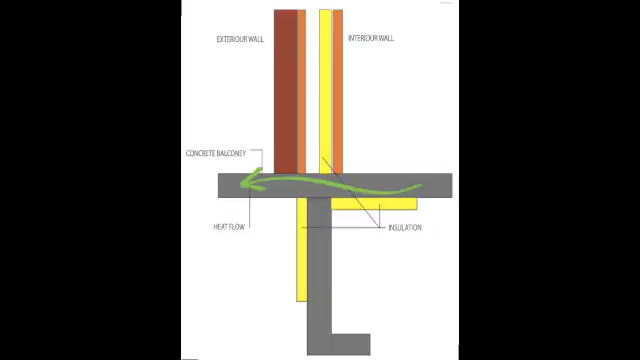 EXTERIOUR WALL
INTERIOUR WALL
CONCRETE BALCONEY
HEAT FLOW
INSULATION